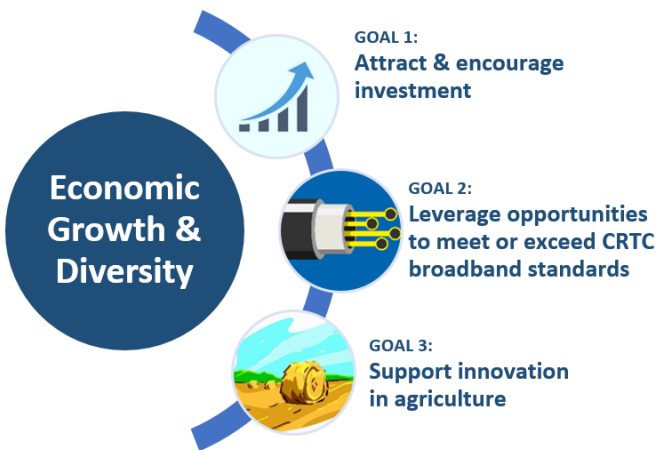 Economic
Growth &
Diversity
GOAL 1:
Attract & encourage
investment
GOAL 2:
Leverage opportunities
to meet or exceed CRTC
broadband standards
GOAL 3:
Support innovation
in agriculture